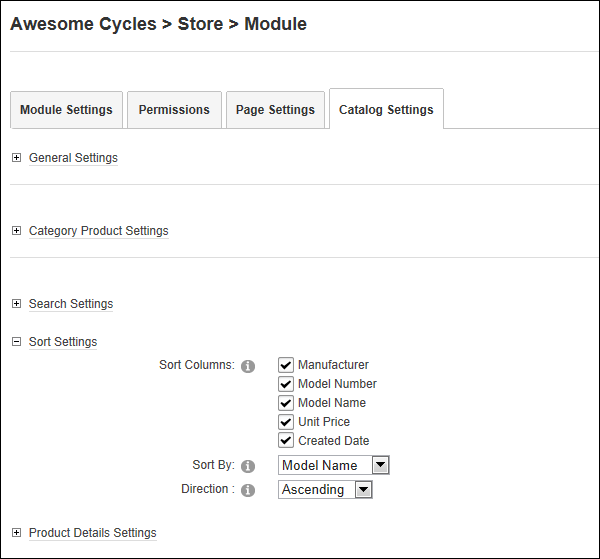 Awesome Cycles > Store > Module
Module Settings Permissions Page Settings Catalog Settings
General Settings
Category Product Settings
Search Settings
Sort Settings
Sort Columns: Manufacturer
Model Number
Model Name
Unit Price
Created Date
Sort By: Model Name
Direction : Ascending
Product Details Settings